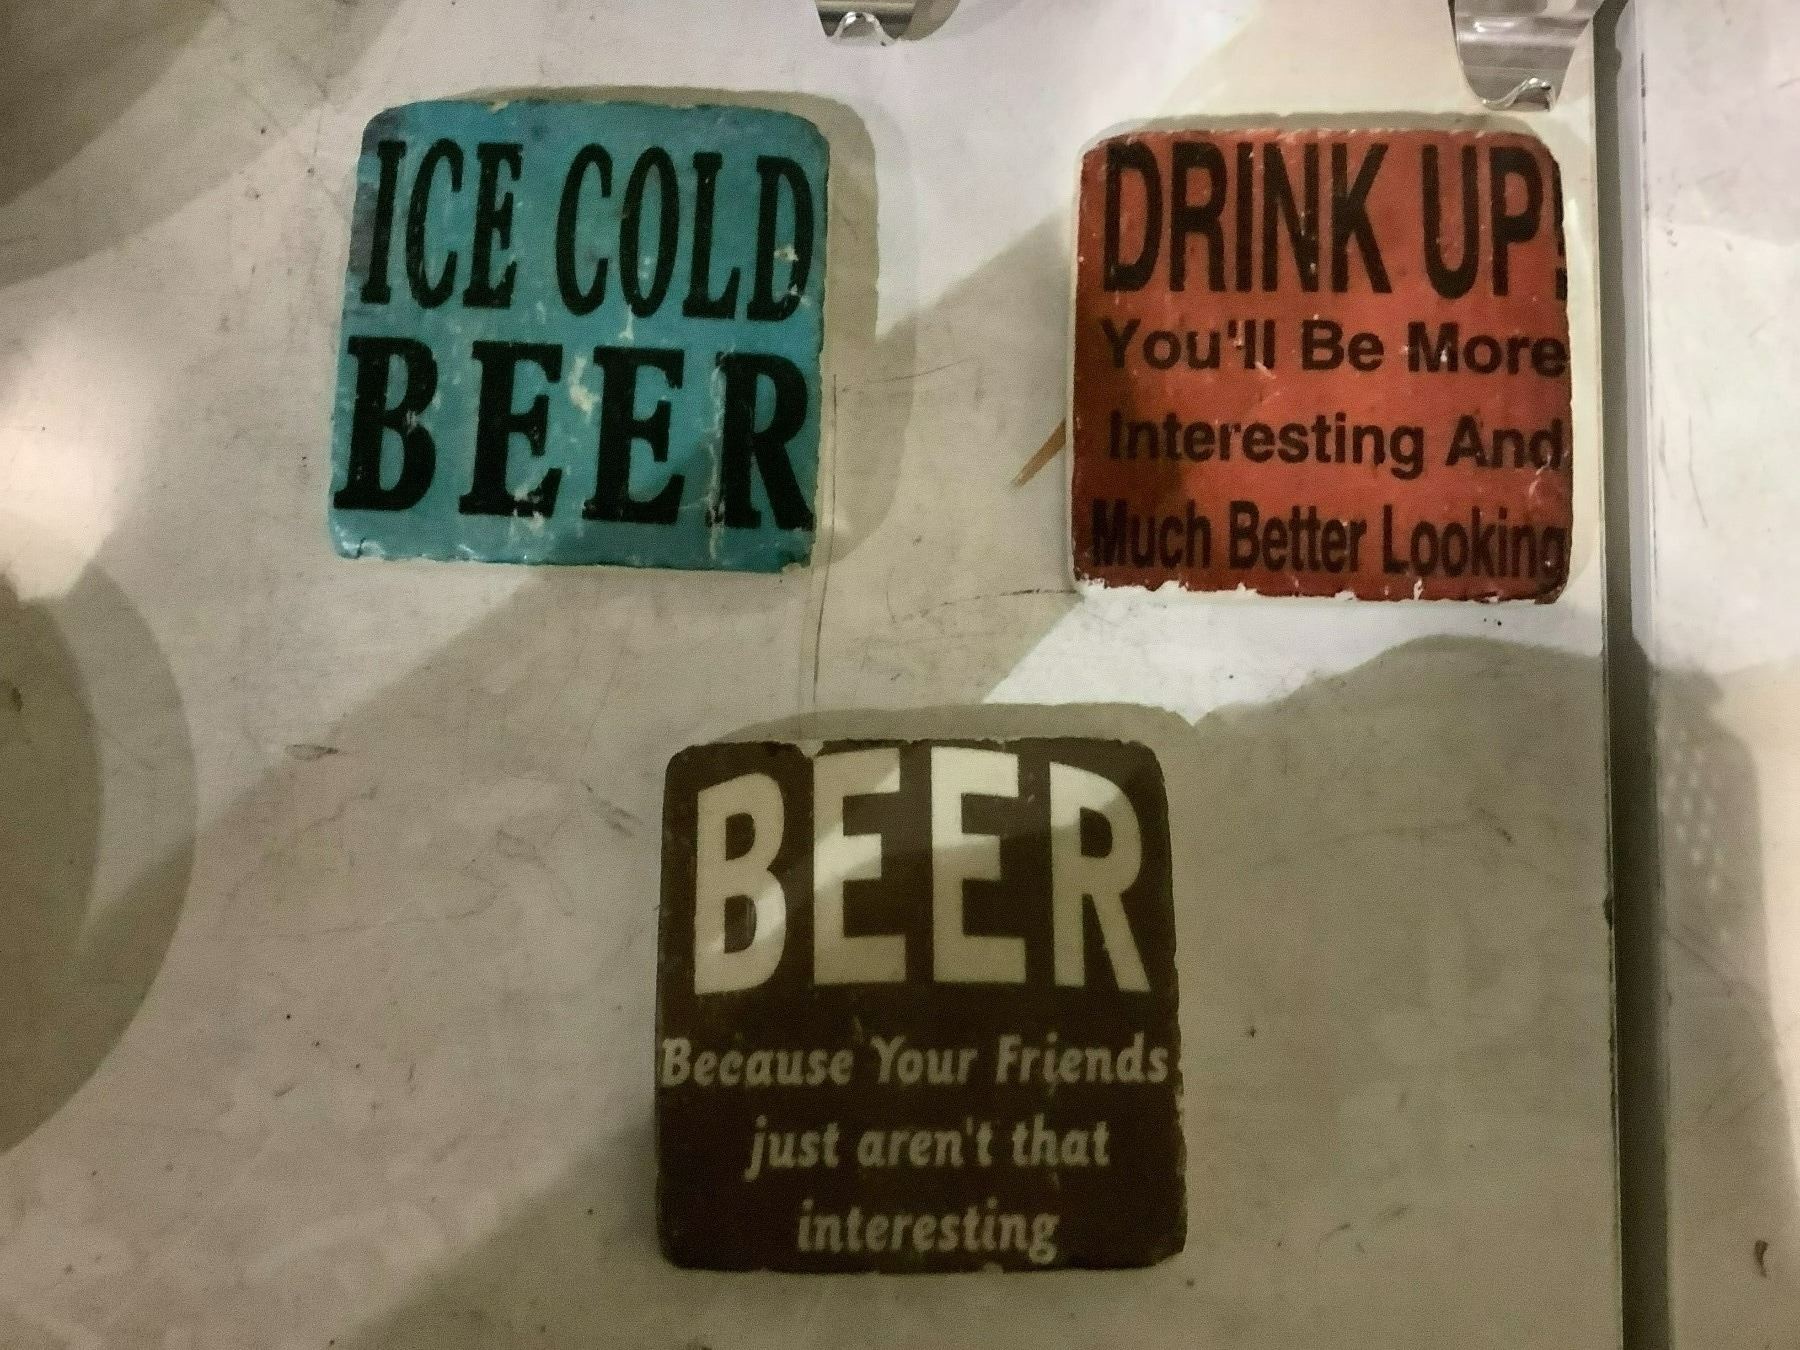 ICE COLD
BEER
DRINK UP!
You'll Be More
Interesting And
Much Better Looking
BEER
Because Your Friends
just aren't that
interesting